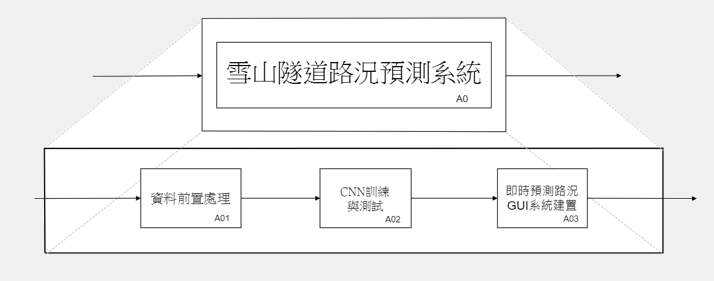 雪山隧道路況預測系統
A0
資料前置處理
A01
CNN訓練
與測試
A02
即時預測路況
GUI系統建置
A03